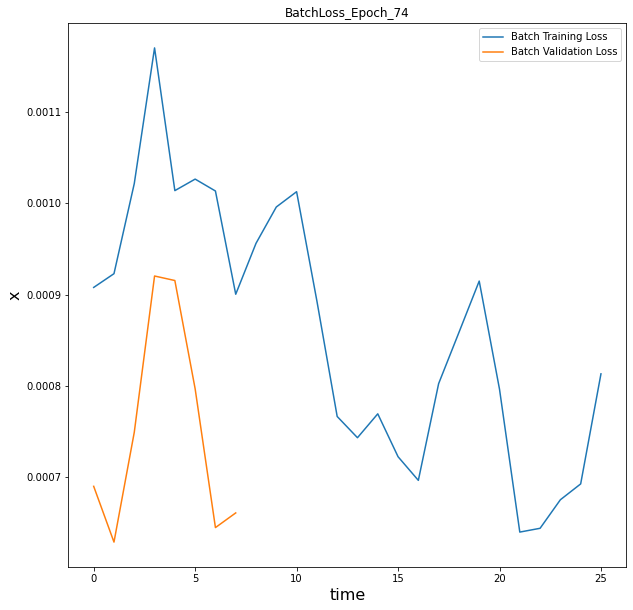 BatchLoss_Epoch_74
Batch Training Loss
Batch Validation Loss
x
0.0011
0.0010
0.0009
0.0008
0.0007
0 5 10 15 20 25
time